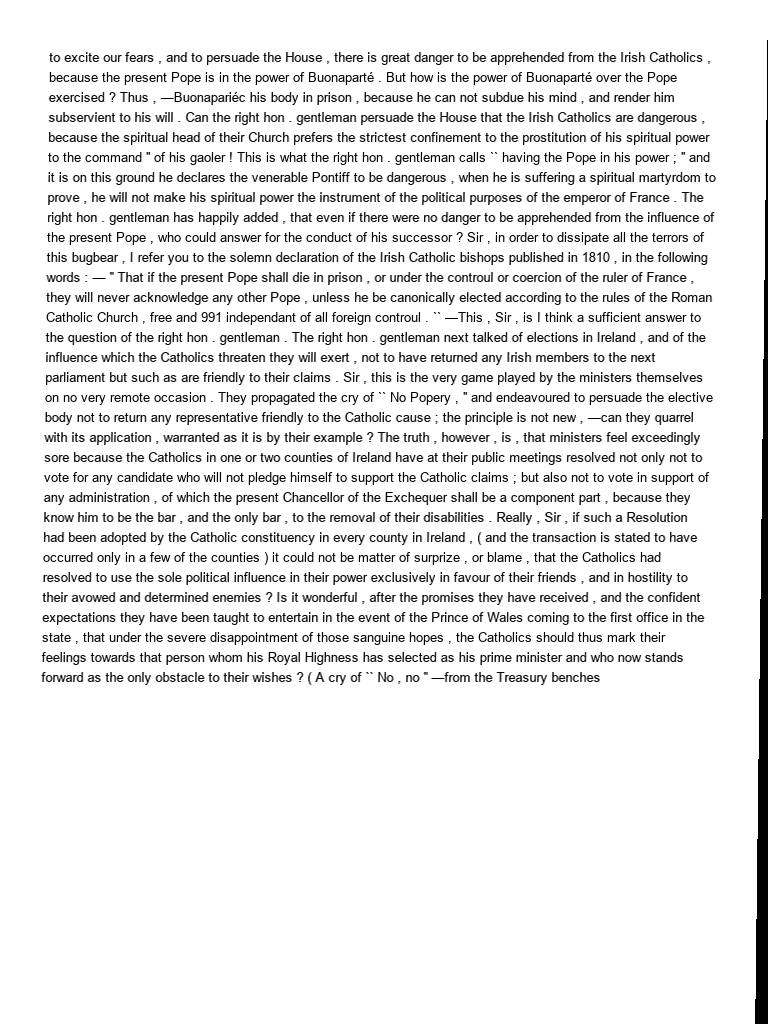 to excite our fears , and to persuade the House , there is great danger to be apprehended from the Irish Catholics ,
because the present Pope is in the power of Buonaparté . But how is the power of Buonaparté over the Pope
exercised ? Thus , —Buonapariéc his body in prison , because he can not subdue his mind , and render him
subservient to his will . Can the right hon . gentleman persuade the House that the Irish Catholics are dangerous ,
because the spiritual head of their Church prefers the strictest confinement to the prostitution of his spiritual power
to the command " of his gaoler ! This is what the right hon . gentleman calls `` having the Pope in his power ; " and
it is on this ground he declares the venerable Pontiff to be dangerous , when he is suffering a spiritual martyrdom to
prove , he will not make his spiritual power the instrument of the political purposes of the emperor of France . The
right hon . gentleman has happily added , that even if there were no danger to be apprehended from the influence of
the present Pope , who could answer for the conduct of his successor ? Sir , in order to dissipate all the terrors of
this bugbear , I refer you to the solemn declaration of the Irish Catholic bishops published in 1810 , in the following
words : — " That if the present Pope shall die in prison , or under the controul or coercion of the ruler of France ,
they will never acknowledge any other Pope , unless he be canonically elected according to the rules of the Roman
Catholic Church , free and 991 independant of all foreign controul . `` —This , Sir , is I think a sufficient answer to
the question of the right hon . gentleman . The right hon . gentleman next talked of elections in Ireland , and of the
influence which the Catholics threaten they will exert , not to have returned any Irish members to the next
parliament but such as are friendly to their claims . Sir , this is the very game played by the ministers themselves
on no very remote occasion . They propagated the cry of `` No Popery , " and endeavoured to persuade the elective
body not to return any representative friendly to the Catholic cause ; the principle is not new , —can they quarrel
with its application , warranted as it is by their example ? The truth , however , is , that ministers feel exceedingly
sore because the Catholics in one or two counties of Ireland have at their public meetings resolved not only not to
vote for any candidate who will not pledge himself to support the Catholic claims ; but also not to vote in support of
any administration , of which the present Chancellor of the Exchequer shall be a component part , because they
know him to be the bar , and the only bar , to the removal of their disabilities . Really , Sir , if such a Resolution
had been adopted by the Catholic constituency in every county in Ireland , ( and the transaction is stated to have
occurred only in a few of the counties ) it could not be matter of surprize , or blame , that the Catholics had
resolved to use the sole political influence in their power exclusively in favour of their friends , and in hostility to
their avowed and determined enemies ? Is it wonderful , after the promises they have received , and the confident
expectations they have been taught to entertain in the event of the Prince of Wales coming to the first office in the
state , that under the severe disappointment of those sanguine hopes , the Catholics should thus mark their
feelings towards that person whom his Royal Highness has selected as his prime minister and who now stands
forward as the only obstacle to their wishes ? ( A cry of `` No , no " —from the Treasury benches